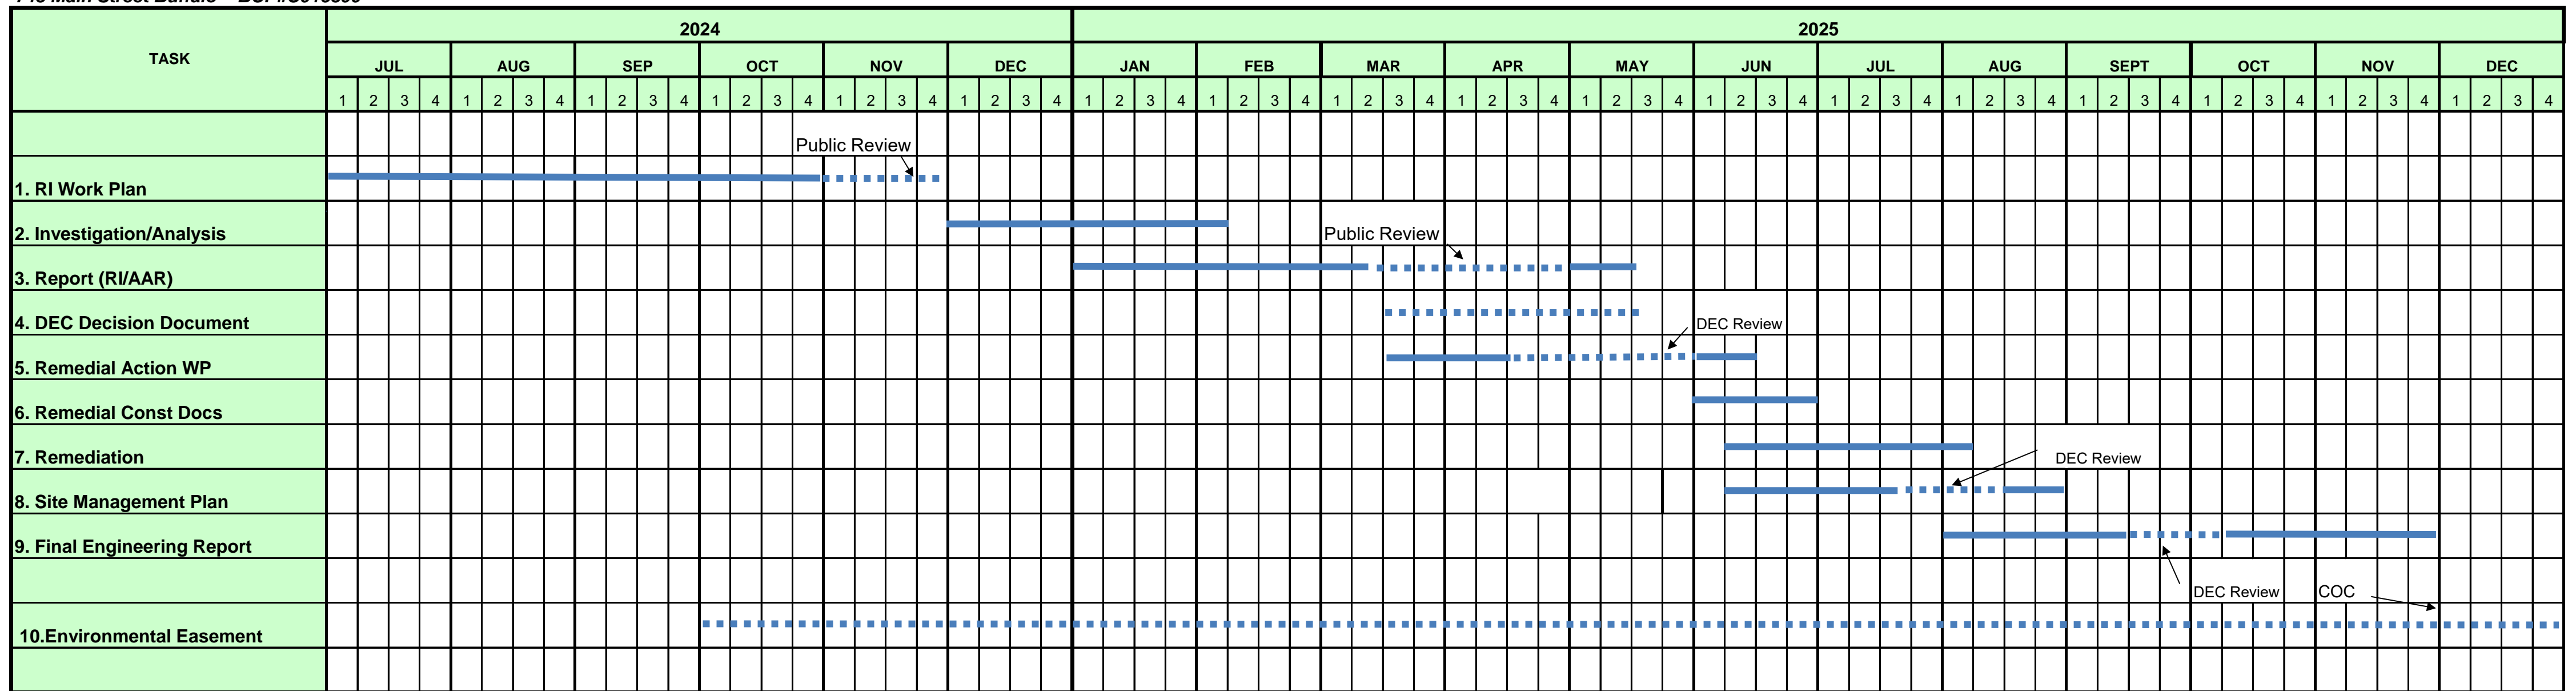 2024 2025
TASK
JUL AUG SEP OCT NOV DEC JAN FEB MAR APR MAY JUN JUL AUG SEPT OCT NOV DEC
1 2 3 4 1 2 3 4 1 2 3 4 1 2 3 4 1 2 3 4 1 2 3 4 1 2 3 4 1 2 3 4 1 2 3 4 1 2 3 4 1 2 3 4 1 2 3 4 1 2 3 4 1 2 3 4 1 2 3 4 1 2 3 4 1 2 3 4 1 2 3 4
Public Review
1. RI Work Plan
2. Investigation/Analysis
Public Review
3. Report (RI/AAR)
4. DEC Decision Document
DEC Review
5. Remedial Action WP
6. Remedial Const Docs
7. Remediation
DEC Review
8. Site Management Plan
9. Final Engineering Report
DEC Review COC
10.Environmental Easement